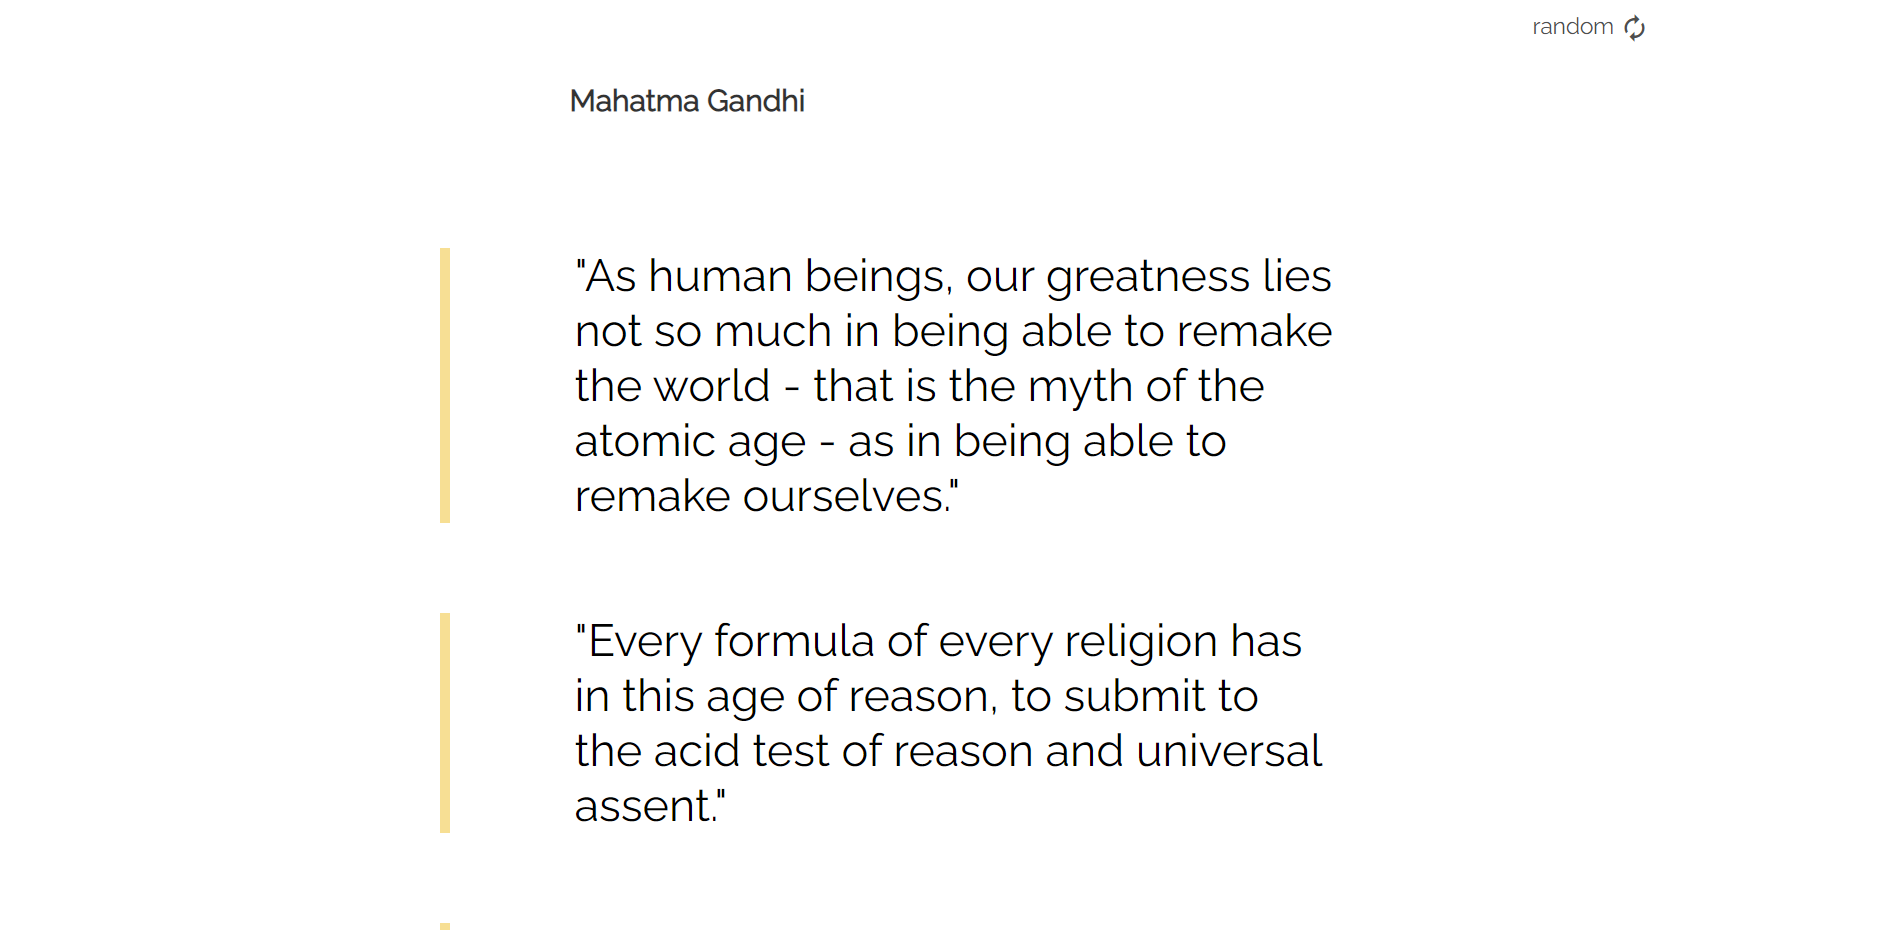 random
Mahatma Gandhi
"As human beings, our greatness lies
not so much in being able to remake
the world - that is the myth of the
atomic age - as in being able to
remake ourselves."
"Every formula of every religion has
in this age of reason, to submit to
the acid test of reason and universal
assent."